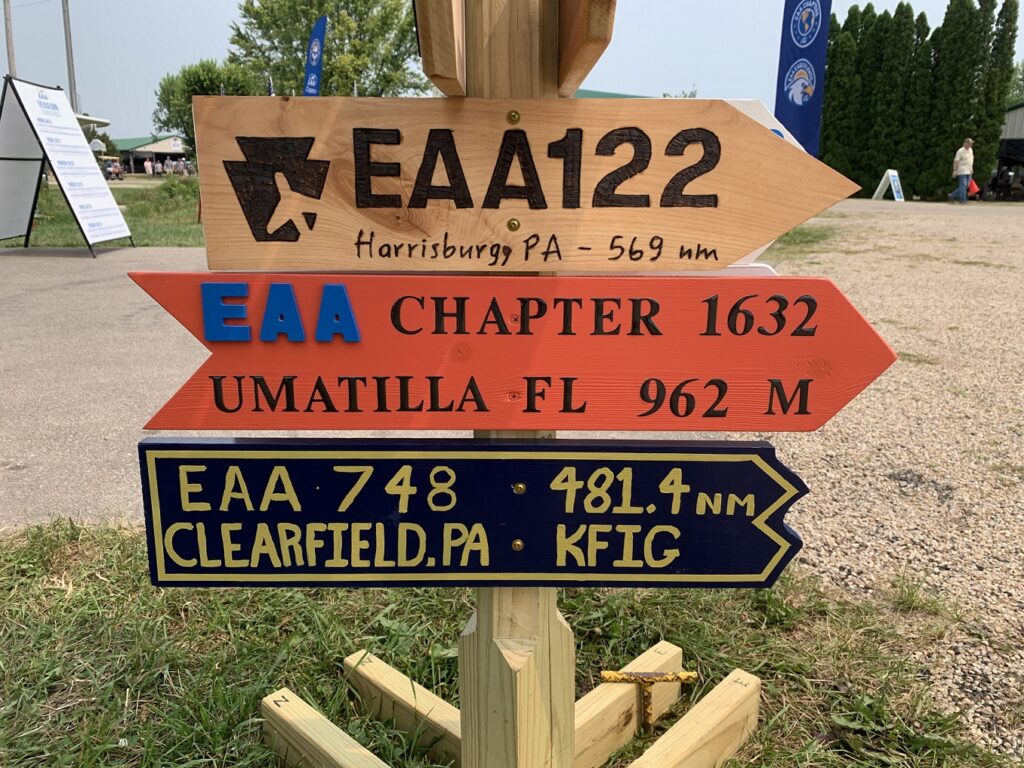 EAA122
Harrisburg, PA - 569 nm
EAA CHAPTER 1632
UMATILLA FL 962 M
EAA 748 481.4 NM
CLEARFIELD, PA KFIG
N
W
E